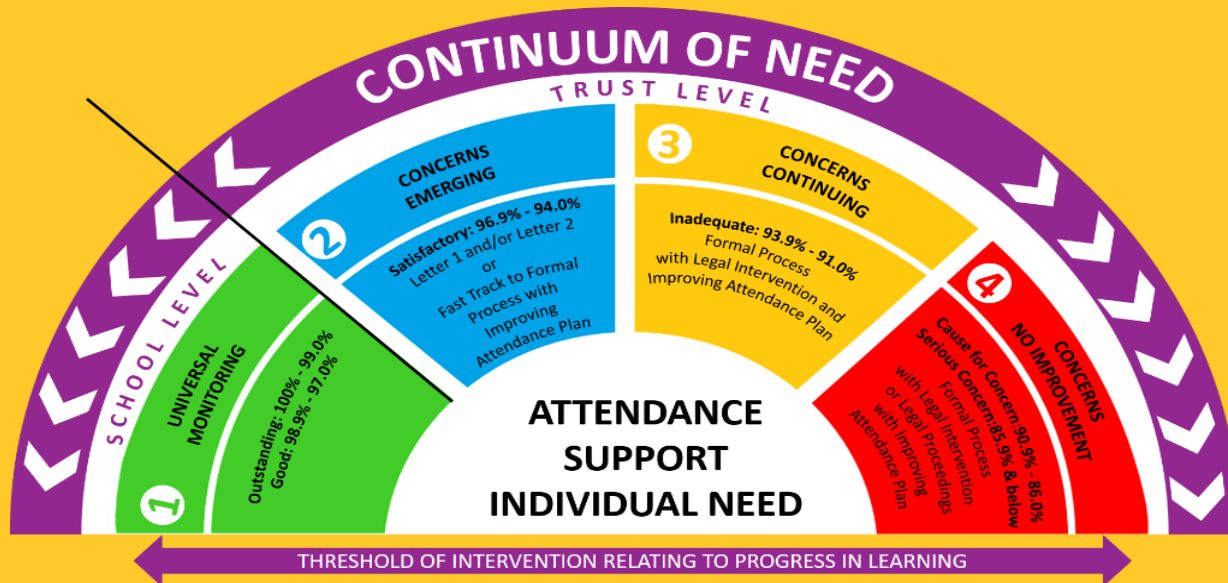 CONTINUUM OF NEED
TRUST LEVEL
SCHOOL LEVEL
1
UNIVERSAL
MONITORING
Outstanding: 100% - 99.0%
Good: 98.9% - 97.0%
2
CONCERNS
EMERGING
Satisfactory: 96.9% - 94.0%
Letter 1 and/or Letter 2
or
Fast Track to Formal
Process with
Improving
Attendance Plan
3
CONCERNS
CONTINUING
Inadequate: 93.9% - 91.0%
Formal Process
with Legal Intervention and
Improving Attendance Plan
4
CONCERNS
NO IMPROVEMENT
Cause for Concern:90.9% - 86.0%
Serious Concern:85.9% & below
Formal Process
with Legal Intervention
or Legal Proceedings
with Improving
Attendance Plan
ATTENDANCE
SUPPORT
INDIVIDUAL NEED
THRESHOLD OF INTERVENTION RELATING TO PROGRESS IN LEARNING